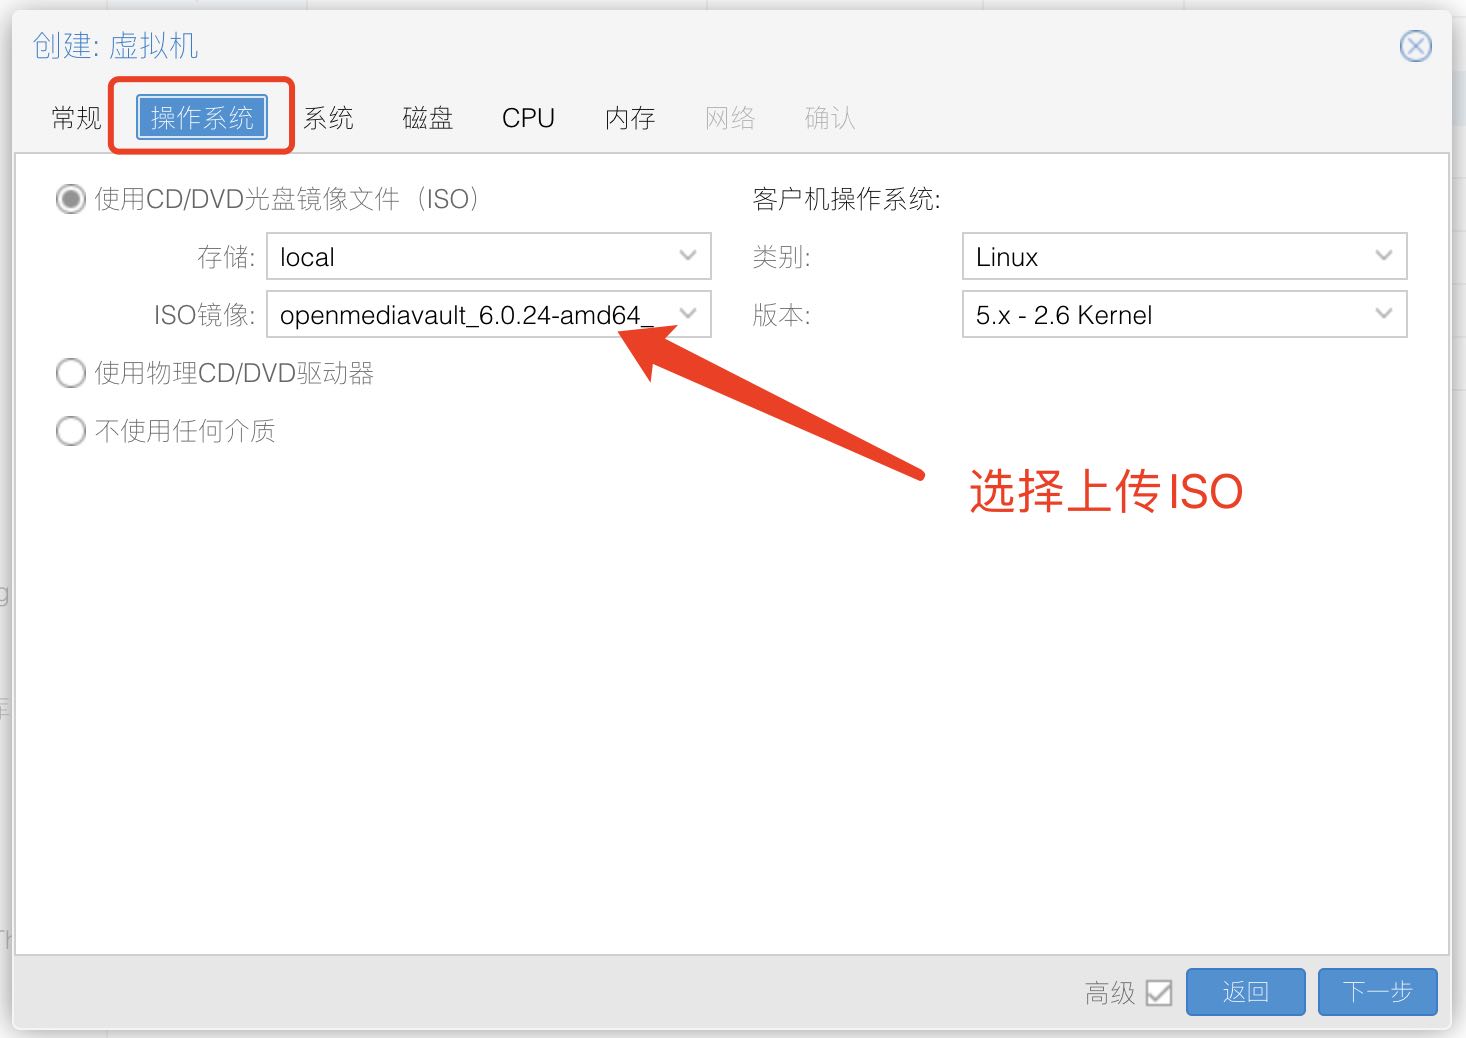 创建: 虚拟机
常规 操作系统 系统 磁盘 CPU 内存 网络 确认
使用CD/DVD光盘镜像文件（ISO）
存储: local
ISO镜像: openmediavault_6.0.24-amd64_
使用物理CD/DVD驱动器
不使用任何介质
客户机操作系统:
类别: Linux
版本: 5.x - 2.6 Kernel
选择上传ISO
高级 返回 下一步